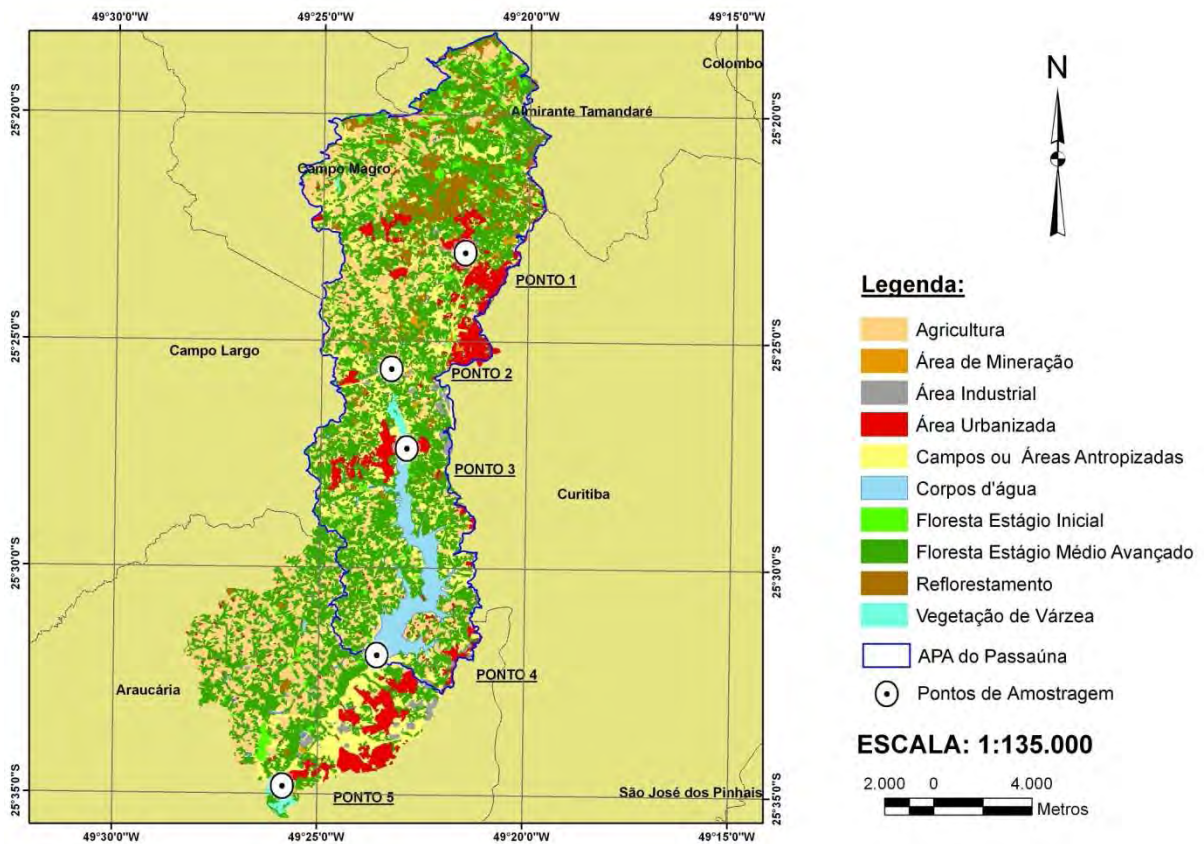 49°30'0"W
49°25'0"W
49°20'0"W
49°15'0"W
Colombo
N
25°20'0"S
Almirante Tamandaré
25°20'0"S
Campo Magro
PONTO 1
Legenda:
Agricultura
25°25'0"S
Campo Largo
25°25'0"S
PONTO 2
Área de Mineração
Área Industrial
Área Urbanizada
PONTO 3
Campos ou Áreas Antropizadas
Curitiba
Corpos d'água
Floresta Estágio Inicial
25°30'0"S
25°30'0"S
Floresta Estágio Médio Avançado
Reflorestamento
Vegetação de Várzea
APA do Passaúna
PONTO 4
Araucária
Pontos de Amostragem
ESCALA: 1:135.000
25°35'0"S
PONTO 5
São José dos Pinhais
25°35'0"S
2.000 0 4.000
Metros
49°30'0"W
49°25'0"W
49°20'0"W
49°15'0"W